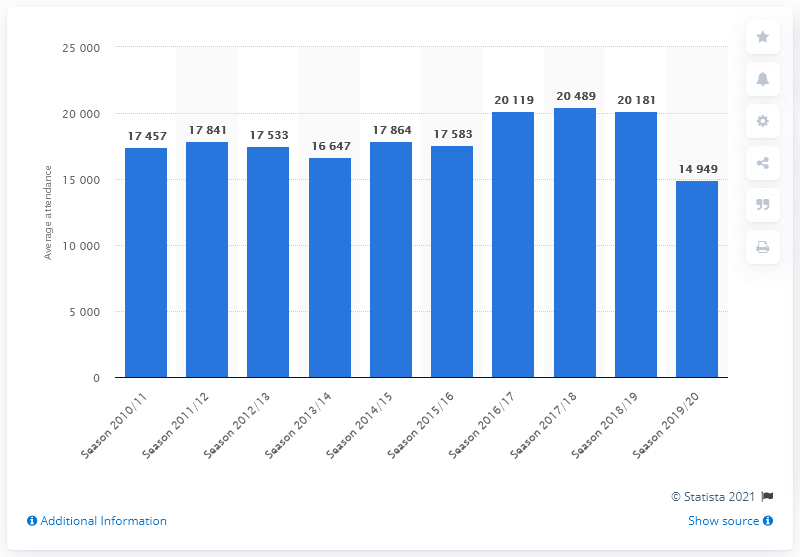 25 000
20 000
15 000
10 000
5 000
0
Average attendance
17 457
17 841
17 533
16 647
17 864
17 583
20 119
20 489
20 181
14 949
Season 2010/11
Season 2011/12
Season 2012/13
Season 2013/14
Season 2014/15
Season 2015/16
Season 2016/17
Season 2017/18
Season 2018/19
Season 2019/20
© Statista 2021
Additional Information
Show source